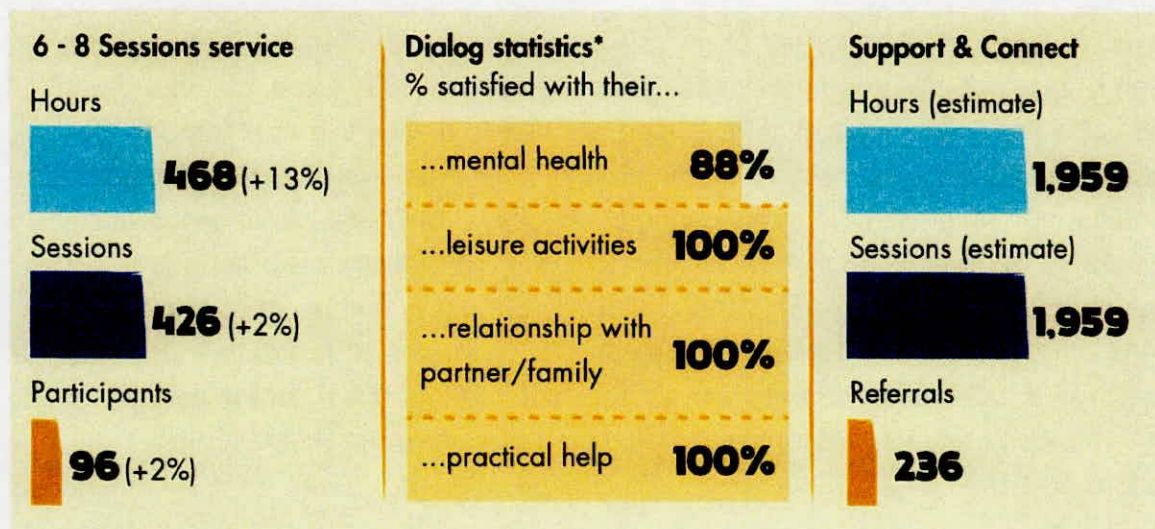 6 - 8 Sessions service
Hours
468 (+13%)
Sessions
426 (+2%)
Participants
96 (+2%)
Dialog statistics*
% satisfied with their...
...mental health 88%
...leisure activities 100%
...relationship with
partner/family 100%
...practical help 100%
Support & Connect
Hours (estimate)
1,959
Sessions (estimate)
1,959
Referrals
236